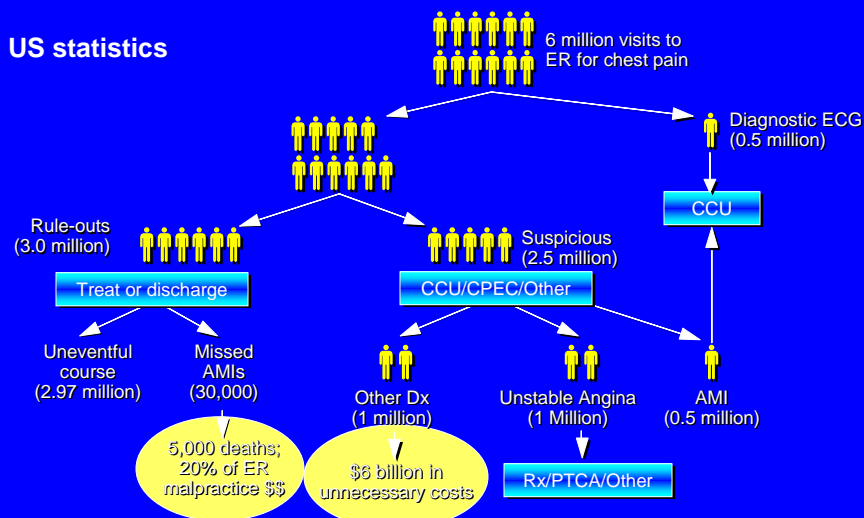 US statistics
6 million visits to
ER for chest pain
Diagnostic ECG
(0.5 million)
CCU
Rule-outs
(3.0 million)
Suspicious
(2.5 million)
Treat or discharge
CCU/CPEC/Other
Uneventful
course
(2.97 million)
Missed
AMIs
(30,000)
Other Dx
(1 million)
Unstable Angina
(1 Million)
AMI
(0.5 million)
5,000 deaths;
20% of ER
malpractice $$
$6 billion in
unnecessary costs
Rx/PTCA/Other